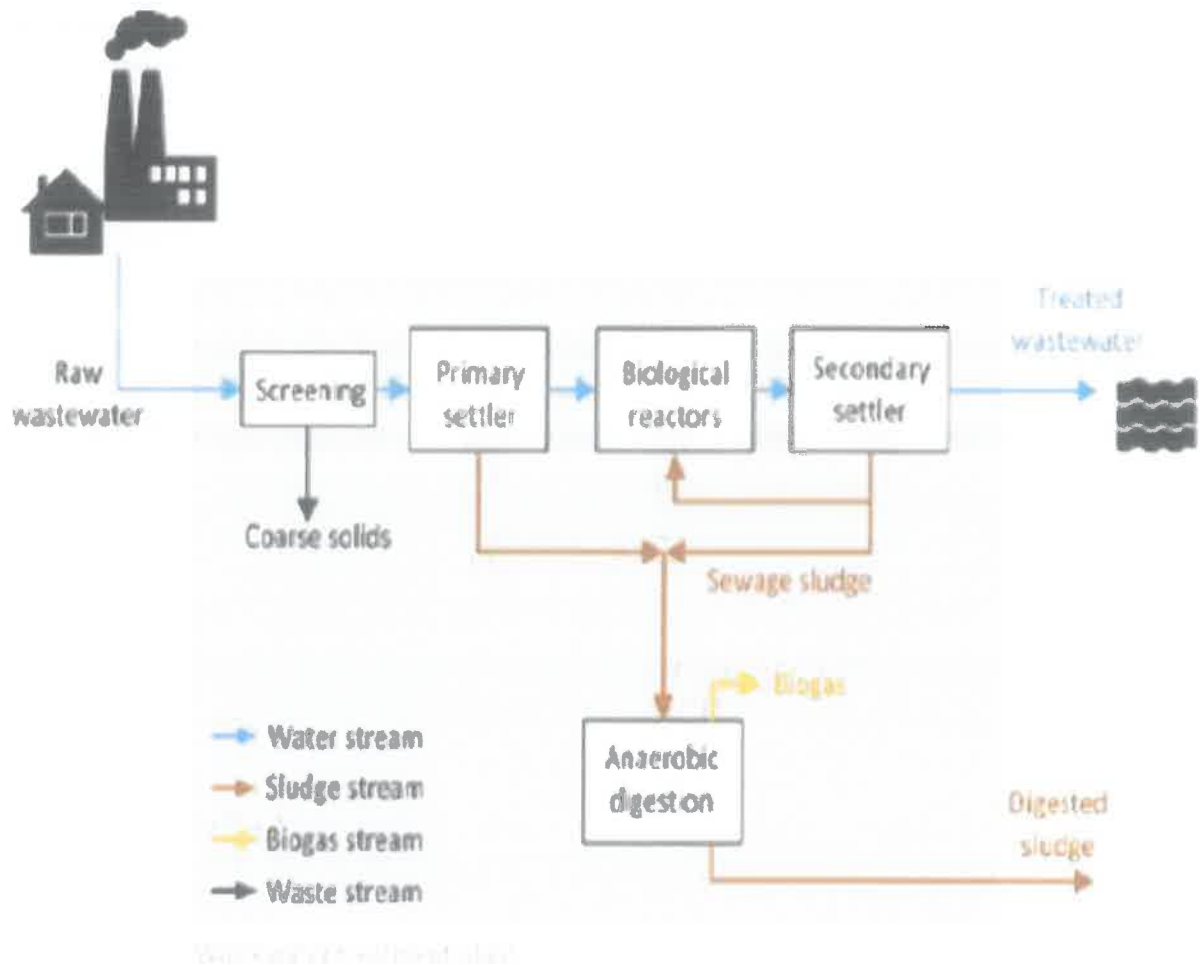 Treated
wastewater
Raw
wastewater
Screening
Primary
settler
Biological
reactors
Secondary
settler
Coarse solids
Sewage sludge
Biogas
Water stream
Sludge stream
Biogas stream
Waste stream
Anaerobic
digestion
Digested
sludge